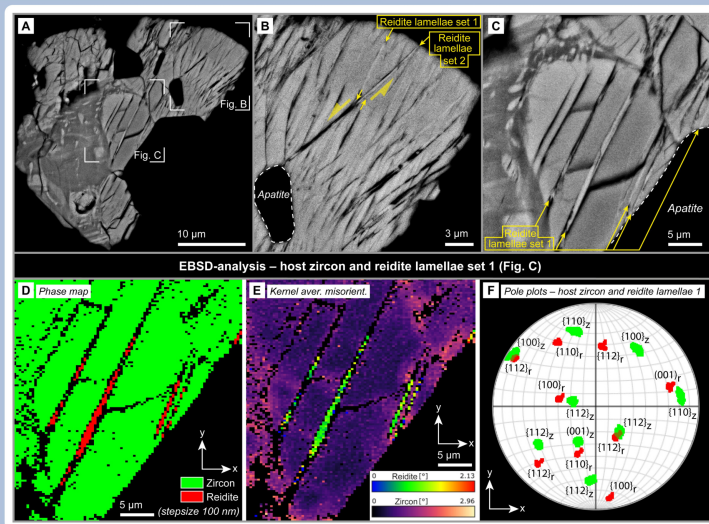 A
Fig. B
Fig. C
10 µm
B
Reidite lamellae set 1
Reidite
lamellae
set 2
Apatite
3 µm
C
Reidite
lamellae set 1
Apatite
5 µm
EBSD-analysis – host zircon and reidite lamellae set 1 (Fig. C)
D Phase map
y
x
Zircon
Reidite
(stepsize 100 nm)
5 µm
E Kernel aver. misorient.
y
x
5 µm
0 Reidite [°] 2.13
0 Zircon [°] 2.96
F Pole plots – host zircon and reidite lamellae 1
{110}z
{100}z
{100}z
{112}r
{110}r
{112}r
(001)r
{100}r
{112}z
{110}z
{112}z
(001)z
{112}z
{112}r
{112}r
{110}r
{112}z
{100}r
y
x